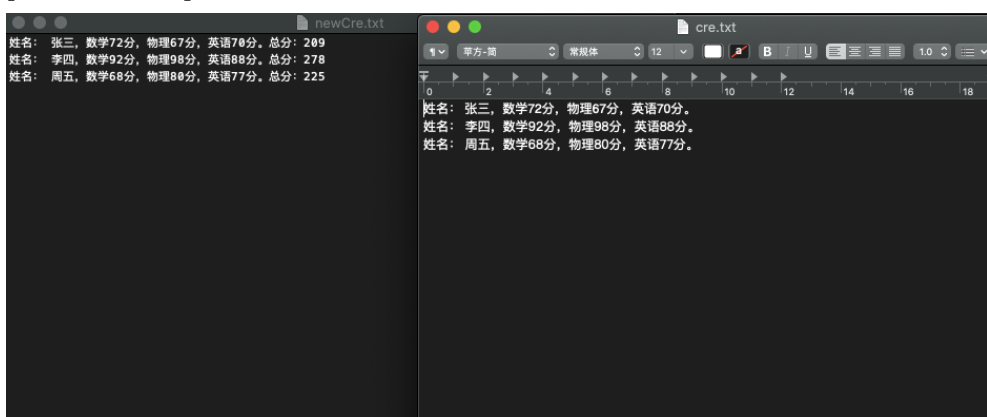 newCre.txt
姓名： 张三，数学72分，物理67分，英语70分。总分：209
姓名： 李四，数学92分，物理98分，英语88分。总分：278
姓名： 周五，数学68分，物理80分，英语77分。总分：225
cre.txt
¶ 苹方-简 常规体 12 a B I U 1.0
0 2 4 6 8 10 12 14 16 18
姓名： 张三，数学72分，物理67分，英语70分。
姓名： 李四，数学92分，物理98分，英语88分。
姓名： 周五，数学68分，物理80分，英语77分。